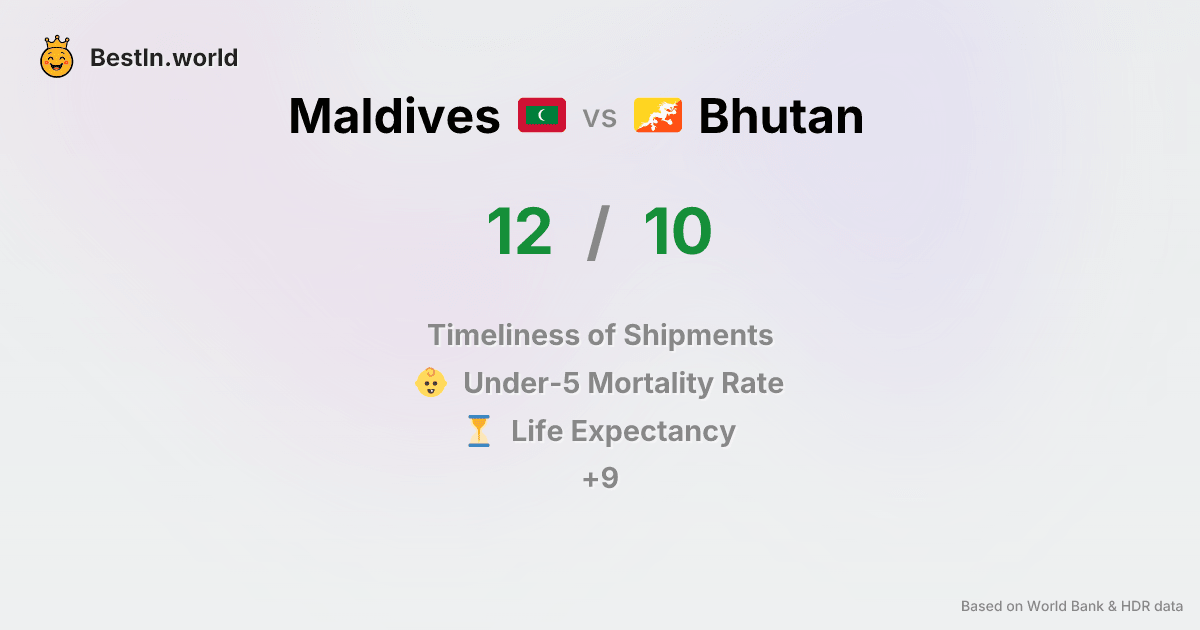 BestIn.world
Maldives vs Bhutan
12 / 10
Timeliness of Shipments
Under-5 Mortality Rate
Life Expectancy
+9
Based on World Bank & HDR data